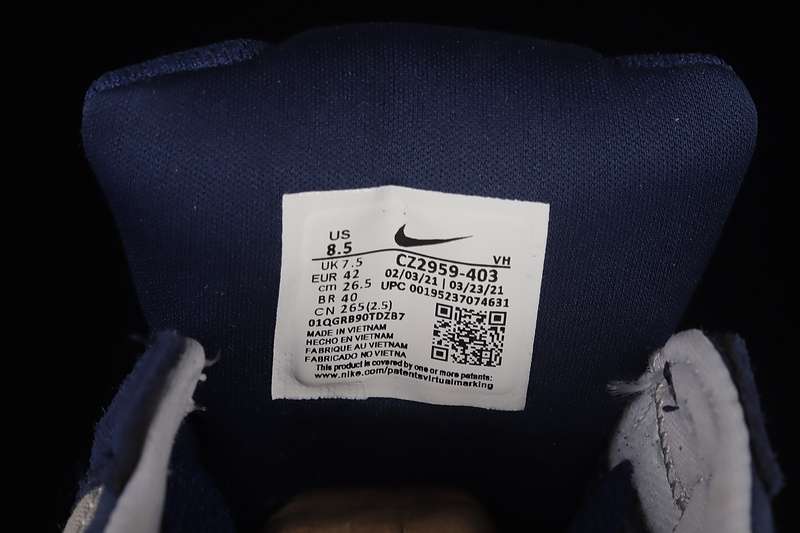 US
8.5
VH
UK 7.5
CZ2959-403
EUR 42
02/03/21 | 03/23/21
cm 26.5
UPC 00195237074631
BR 40
CN 265(2.5)
01QGRB90TDZB7
MADE IN VIETNAM
HECHO EN VIETNAM
FABRIQUE AU VIETNAM
FABRICADO NO VIETNA
This product is covered by one or more patents:
www.nike.com/patentsvirtualmarking